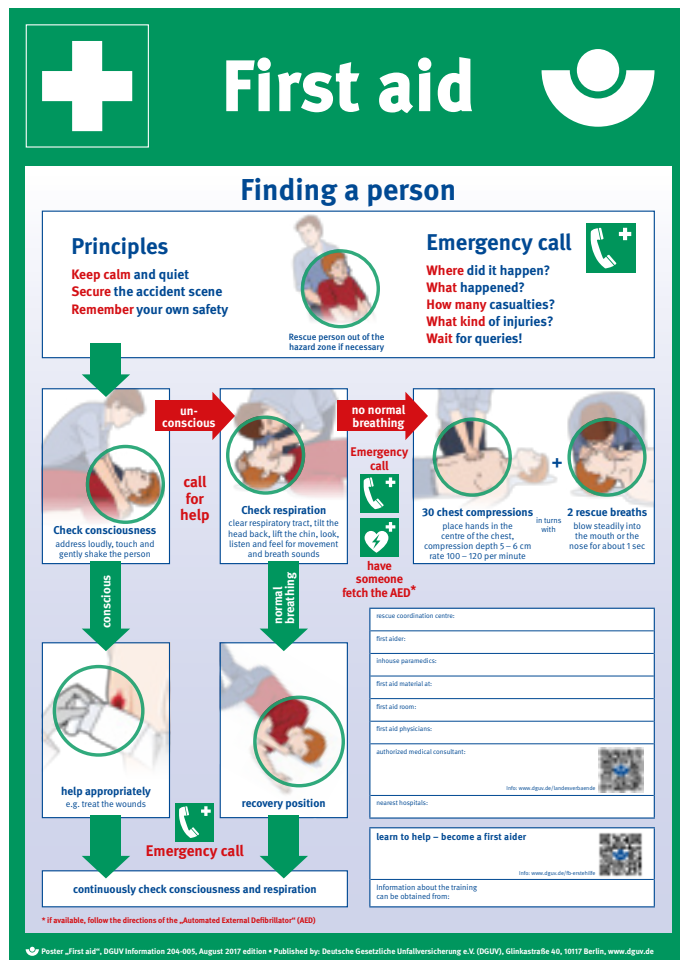 First aid
Finding a person
Principles
Keep calm and quiet
Secure the accident scene
Remember your own safety
Rescue person out of the
hazard zone if necessary
Emergency call
Where did it happen?
What happened?
How many casualties?
What kind of injuries?
Wait for queries!
Check consciousness
address loudly, touch and
gently shake the person
un-
conscious
call
for
help
Check respiration
clear respiratory tract, tilt the
head back, lift the chin, look,
listen and feel for movement
and breath sounds
no normal
breathing
Emergency
call
have
someone
fetch the AED*
30 chest compressions
place hands in the
centre of the chest,
compression depth 5 – 6 cm
rate 100 – 120 per minute
+
in turns
with
2 rescue breaths
blow steadily into
the mouth or the
nose for about 1 sec
conscious
normal
breathing
help appropriately
e.g. treat the wounds
recovery position
Emergency call
continuously check consciousness and respiration
rescue coordination centre:
first aider:
inhouse paramedics:
first aid material at:
first aid room:
first aid physicians:
authorized medical consultant:
Info: www.dguv.de/landesverbaende
nearest hospitals:
learn to help – become a first aider
Info: www.dguv.de/fb-erstehilfe
Information about the training
can be obtained from:
* if available, follow the directions of the „Automated External Defibrillator“ (AED)
Poster „First aid“, DGUV Information 204-005, August 2017 edition • Published by: Deutsche Gesetzliche Unfallversicherung e.V. (DGUV), Glinkastraße 40, 10117 Berlin, www.dguv.de